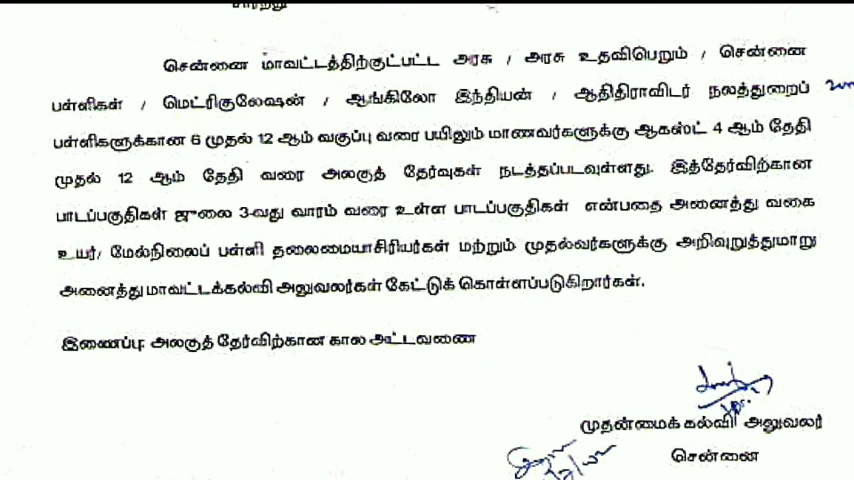 சென்னை மாவட்டத்திற்குட்பட்ட அரசு / அரசு உதவிபெறும் / சென்னை
பள்ளிகள் / மெட்ரிகுலேஷன் / ஆங்கிலோ இந்தியன் / ஆதிதிராவிடர் நலத்துறைப்
பள்ளிகளுக்கான 6 முதல் 12 ஆம் வகுப்பு வரை பயிலும் மாணவர்களுக்கு ஆகஸ்ட் 4 ஆம் தேதி
முதல் 12 ஆம் தேதி வரை அலகுத் தேர்வுகள் நடத்தப்படவுள்ளது. இத்தேர்விற்கான
பாடப்பகுதிகள் ஜுலை 3-வது வாரம் வரை உள்ள பாடப்பகுதிகள் என்பதை அனைத்து வகை
உயர்/ மேல்நிலைப் பள்ளி தலைமையாசிரியர்கள் மற்றும் முதல்வர்களுக்கு அறிவுறுத்துமாறு
அனைத்து மாவட்டக்கல்வி அலுவலர்கள் கேட்டுக் கொள்ளப்படுகிறார்கள்.
இணைப்பு: அலகுத் தேர்விற்கான கால அட்டவணை
முதன்மைக் கல்வி அலுவலர்
சென்னை